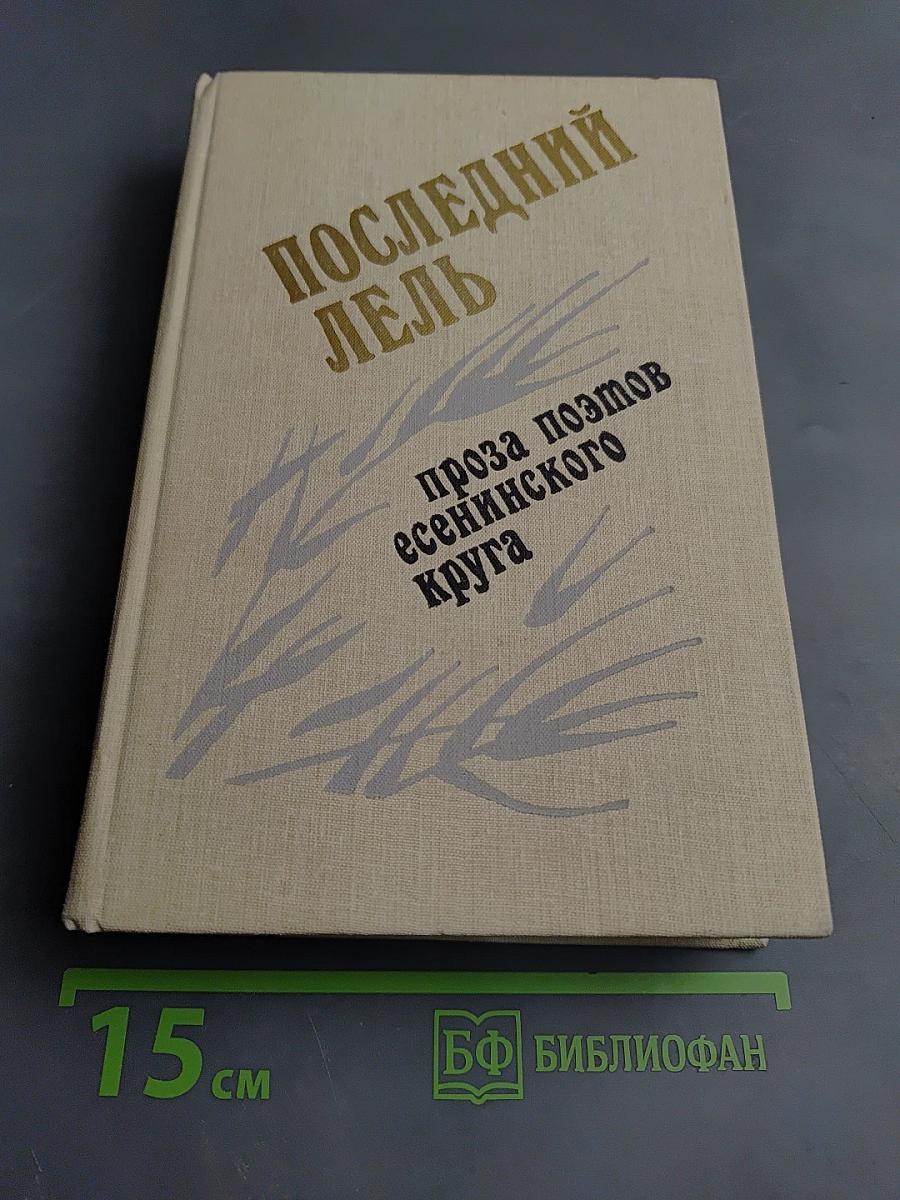 ПОСЛЕДНИЙ
ЛЕЛЬ
проза поэтов
есенинского
круга
15 см
БФ БИБЛИОФАН